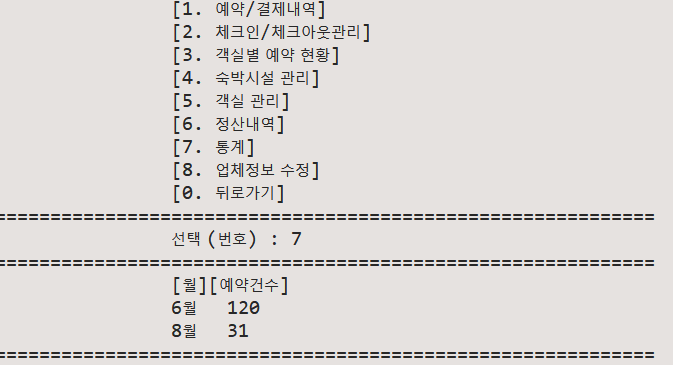 [1. 예약/결제내역]
[2. 체크인/체크아웃관리]
[3. 객실별 예약 현황]
[4. 숙박시설 관리]
[5. 객실 관리]
[6. 정산내역]
[7. 통계]
[8. 업체정보 수정]
[0. 뒤로가기]
================================================================
선택(번호) : 7
================================================================
[월][예약건수]
6월 120
8월 31
================================================================